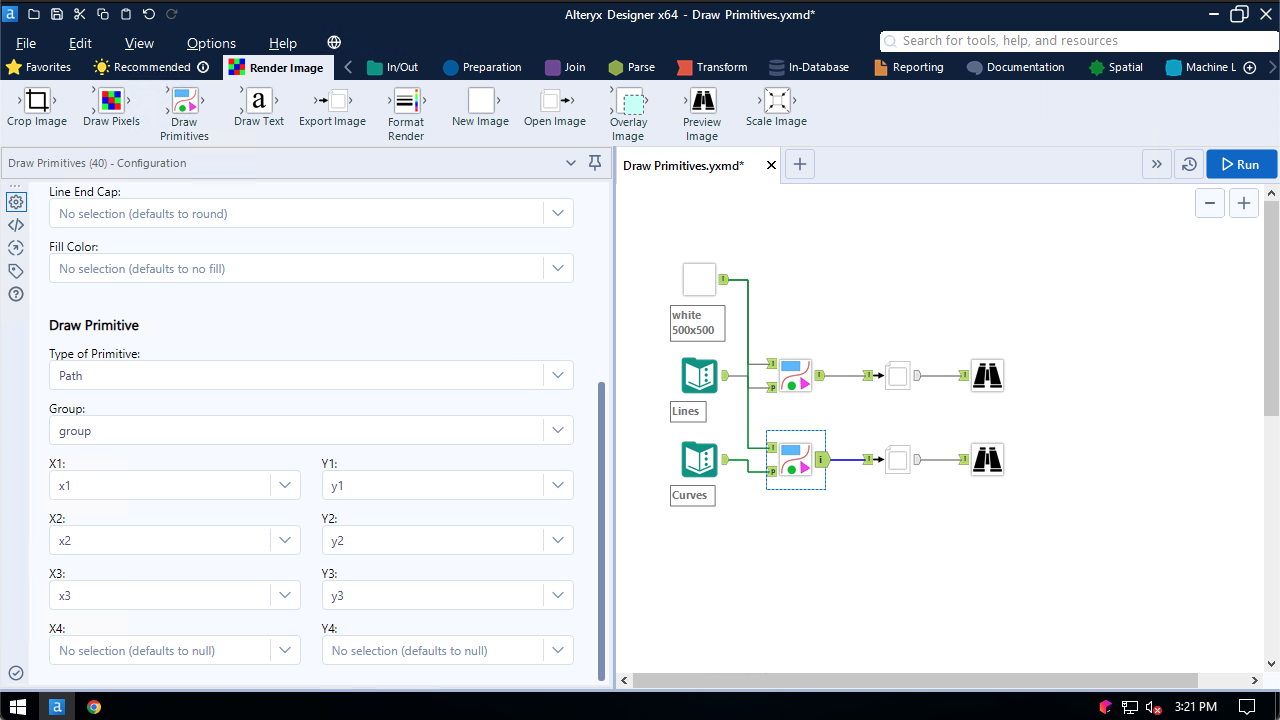 Alteryx Designer x64 - Draw Primitives.yxmd*
File Edit View Options Help
Search for tools, help, and resources
Favorites Recommended Render Image In/Out Preparation Join Parse Transform In-Database Reporting Documentation Spatial Machine L
Crop Image Draw Pixels Draw Primitives Draw Text Export Image Format Render New Image Open Image Overlay Image Preview Image Scale Image
Draw Primitives (40) - Configuration
Line End Cap:
No selection (defaults to round)
Fill Color:
No selection (defaults to no fill)
Draw Primitive
Type of Primitive:
Path
Group:
group
X1: Y1:
x1 y1
X2: Y2:
x2 y2
X3: Y3:
x3 y3
X4: Y4:
No selection (defaults to null) No selection (defaults to null)
Draw Primitives.yxmd*
Run
white
500x500
Lines
Curves
3:21 PM